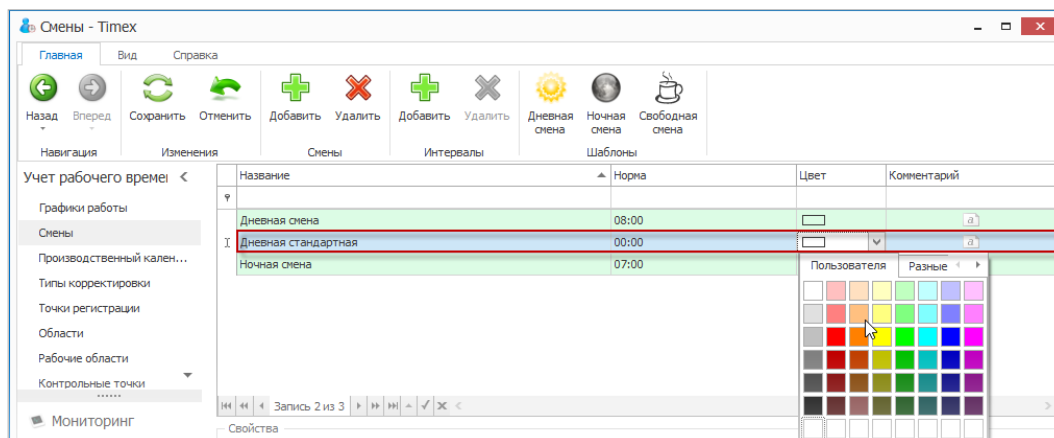 Смены - Timex
Главная Вид Справка
Назад Вперед Сохранить Отменить Добавить Удалить Добавить Удалить Дневная смена Ночная смена Свободная смена
Навигация Изменения Смены Интервалы Шаблоны
Учет рабочего времеι
Название Норма Цвет Комментарий
Графики работы
Дневная смена 08:00 a
Смены
Дневная стандартная 00:00 a
Производственный кален...
Ночная смена 07:00
Пользователя Разные
Типы корректировки
Точки регистрации
Области
Рабочие области
Контрольные точки
Запись 2 из 3
Мониторинг
Свойства